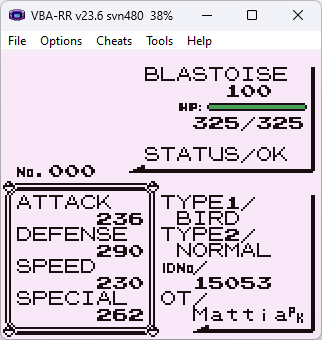 VBA-RR v23.6 svn480 38%
File Options Cheats Tools Help
BLASTOISE
100
HP:
325/325
STATUS/OK
No.000
ATTACK
236
DEFENSE
290
SPEED
230
SPECIAL
262
TYPE1/
BIRD
TYPE2/
NORMAL
IDNo/
15053
OT/
MattiaPK